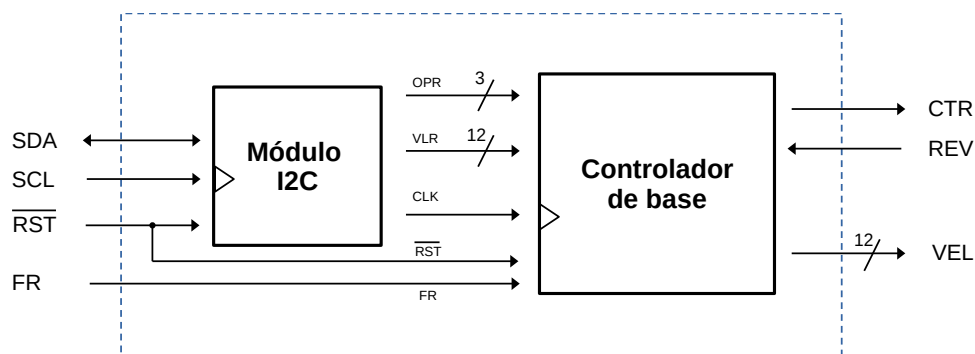 OPR
3
SDA
SCL
RST
FR
Módulo
I2C
VLR
12
CLK
RST
FR
Controlador
de base
CTR
REV
12
VEL